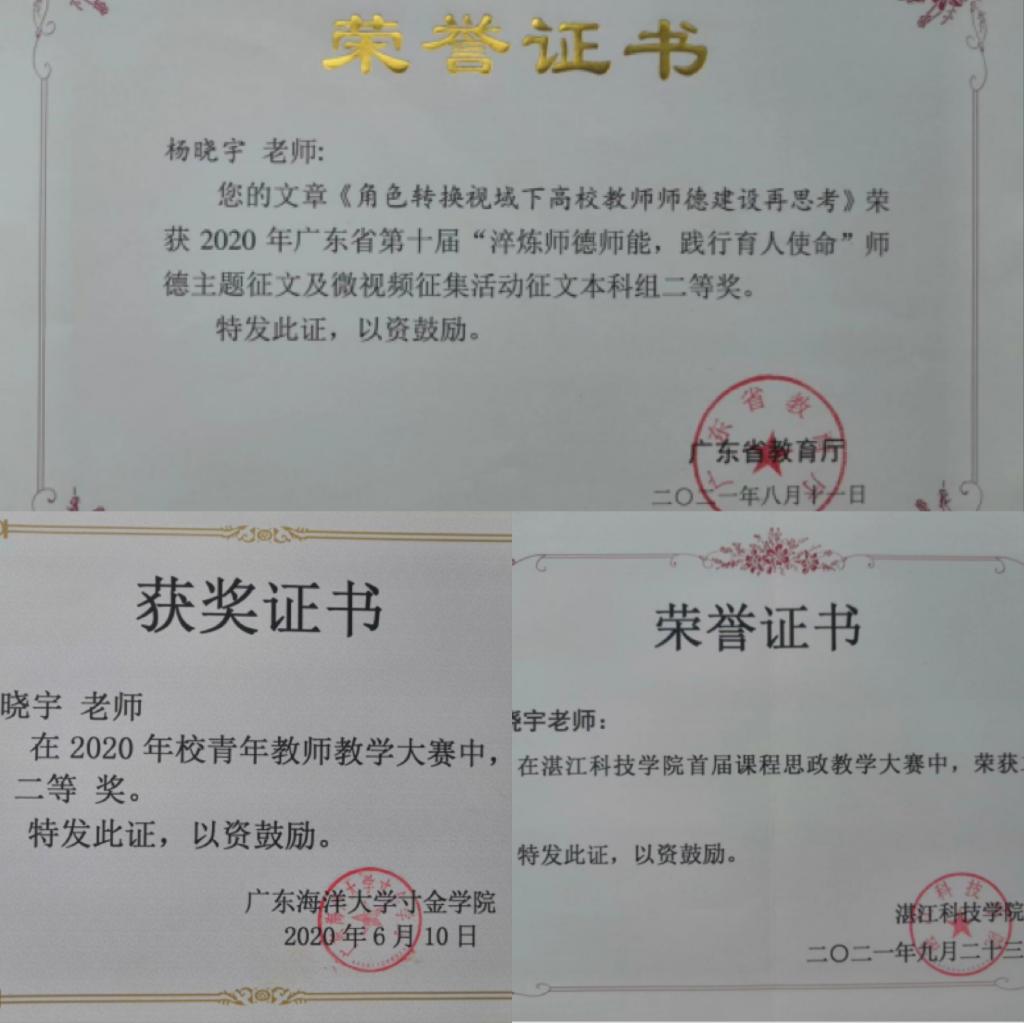 荣誉证书
杨晓宇 老师:
您的文章《角色转换视域下高校教师师德建设再思考》荣
获 2020 年广东省第十届“淬炼师德师能，践行育人使命”师
德主题征文及微视频征集活动征文本科组二等奖。
特发此证，以资鼓励。
广东省教育厅
二〇二一年八月十一日
获奖证书
晓宇 老师
在 2020 年校青年教师教学大赛中，
二等 奖。
特发此证，以资鼓励。
广东海洋大学寸金学院
2020 年 6 月 10 日
荣誉证书
晓宇老师：
在湛江科技学院首届课程思政教学大赛中，荣获
特发此证，以资鼓励。
湛江科技学院
二〇二一年九月二十三